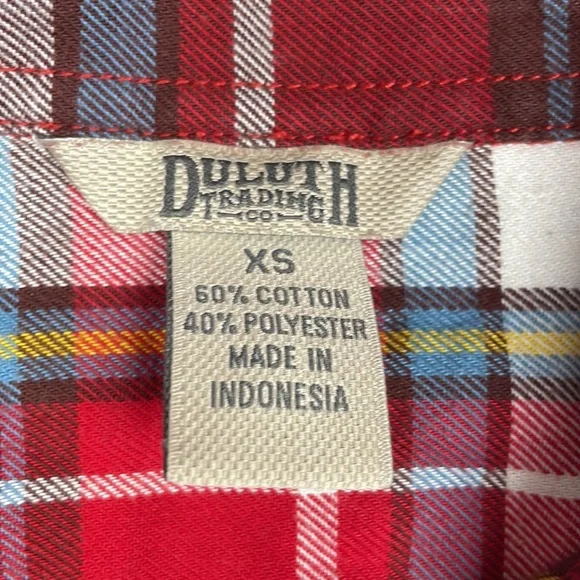 DULUTH
TRADING
CO
XS
60% COTTON
40% POLYESTER
MADE IN
INDONESIA